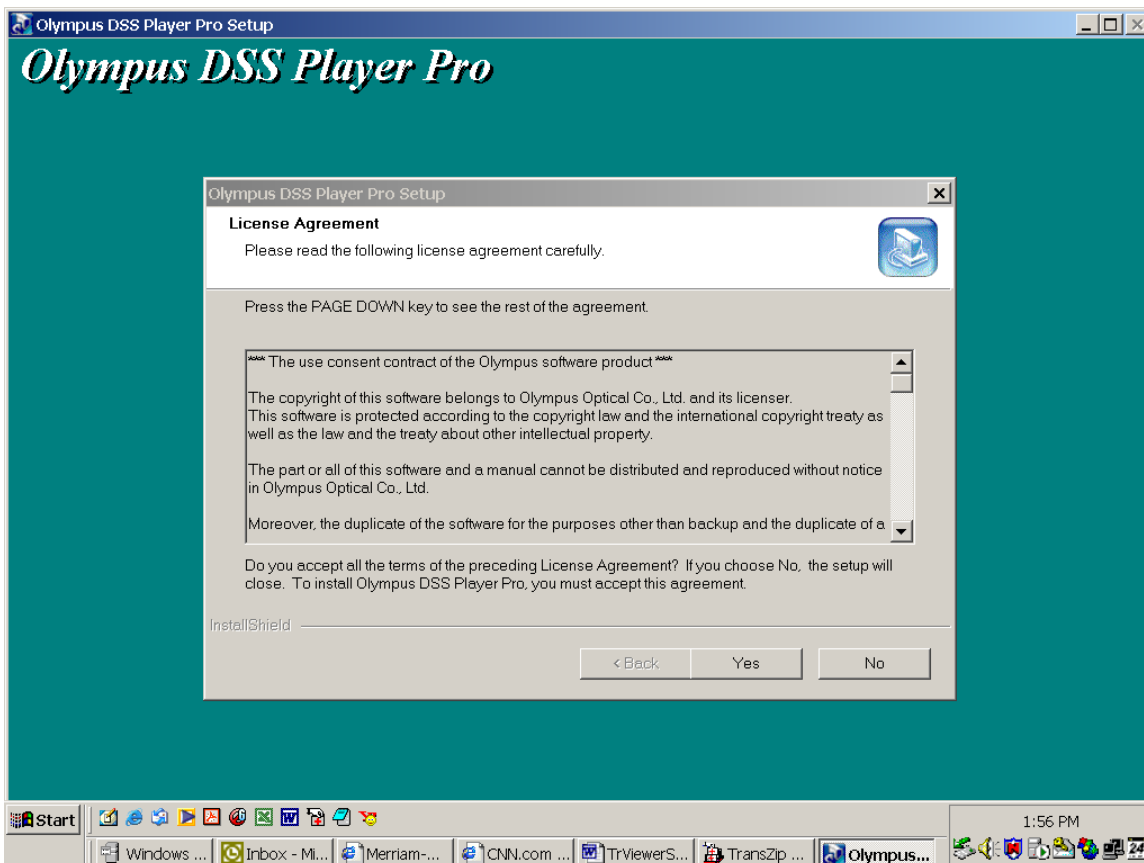 Olympus DSS Player Pro Setup
Olympus DSS Player Pro
Olympus DSS Player Pro Setup
License Agreement
Please read the following license agreement carefully.
Press the PAGE DOWN key to see the rest of the agreement.
*** The use consent contract of the Olympus software product ***
The copyright of this software belongs to Olympus Optical Co., Ltd. and its licenser.
This software is protected according to the copyright law and the international copyright treaty as
well as the law and the treaty about other intellectual property.
The part or all of this software and a manual cannot be distributed and reproduced without notice
in Olympus Optical Co., Ltd.
Moreover, the duplicate of the software for the purposes other than backup and the duplicate of a
Do you accept all the terms of the preceding License Agreement? If you choose No, the setup will
close. To install Olympus DSS Player Pro, you must accept this agreement.
InstallShield
< Back Yes No
Start 1:56 PM
Windows ... Inbox - Mi... Merriam-... CNN.com ... TrViewerS... TransZip ... Olympus...